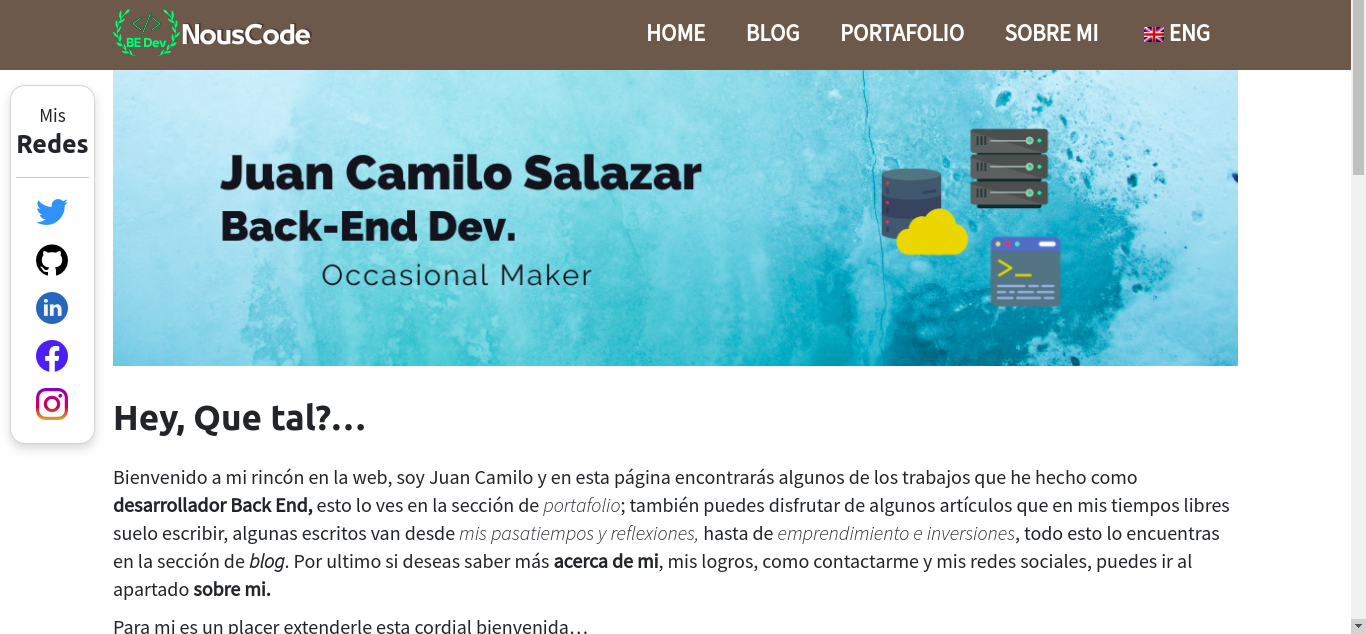 </> BE Dev NousCode HOME BLOG PORTAFOLIO SOBRE MI ENG
Mis
Redes
in
Juan Camilo Salazar
Back-End Dev.
Occasional Maker
>_
Hey, Que tal?...
Bienvenido a mi rincón en la web, soy Juan Camilo y en esta página encontrarás algunos de los trabajos que he hecho como
desarrollador Back End, esto lo ves en la sección de portafolio; también puedes disfrutar de algunos artículos que en mis tiempos libres
suelo escribir, algunas escritos van desde mis pasatiempos y reflexiones, hasta de emprendimiento e inversiones, todo esto lo encuentras
en la sección de blog. Por ultimo si deseas saber más acerca de mi, mis logros, como contactarme y mis redes sociales, puedes ir al
apartado sobre mi.
Para mi es un placer extenderle esta cordial bienvenida...